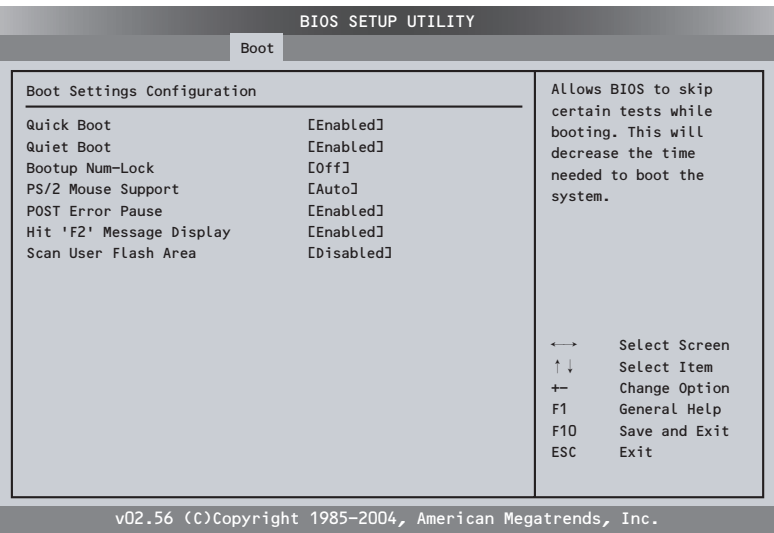 BIOS SETUP UTILITY
Boot
Boot Settings Configuration
Quick Boot [Enabled]
Quiet Boot [Enabled]
Bootup Num-Lock [Off]
PS/2 Mouse Support [Auto]
POST Error Pause [Enabled]
Hit 'F2' Message Display [Enabled]
Scan User Flash Area [Disabled]
Allows BIOS to skip
certain tests while
booting. This will
decrease the time
needed to boot the
system.
←→ Select Screen
↑↓ Select Item
+- Change Option
F1 General Help
F10 Save and Exit
ESC Exit
v02.56 (C)Copyright 1985-2004, American Megatrends, Inc.